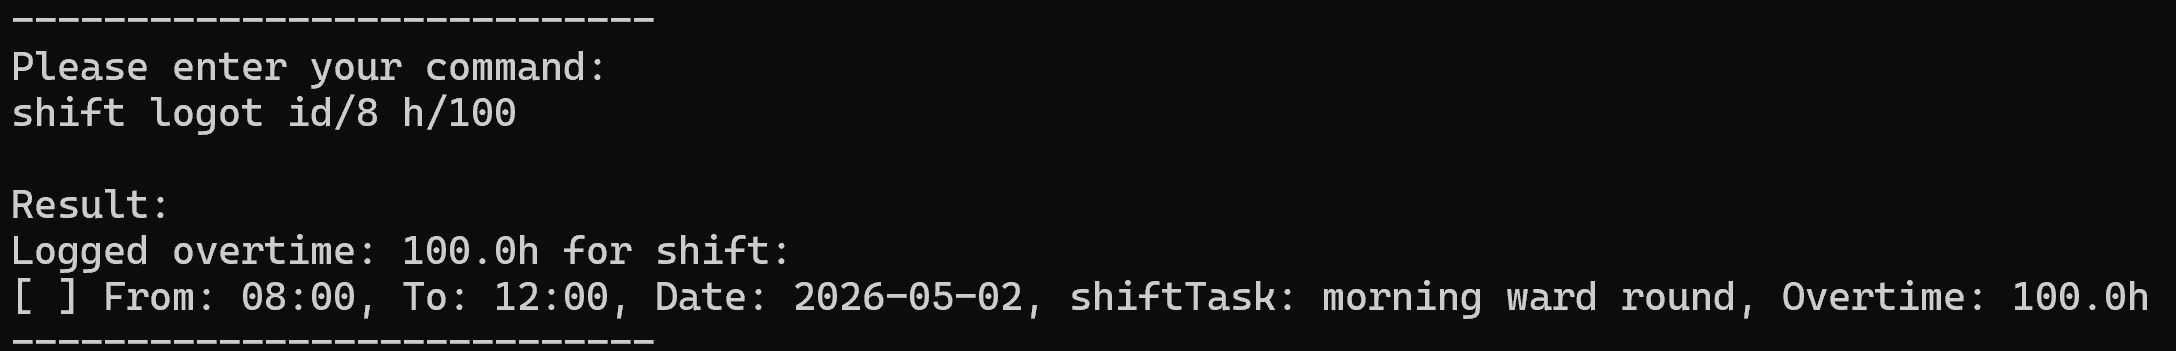 ----------------------------
Please enter your command:
shift logot id/8 h/100

Result:
Logged overtime: 100.0h for shift:
[ ] From: 08:00, To: 12:00, Date: 2026-05-02, shiftTask: morning ward round, Overtime: 100.0h
----------------------------